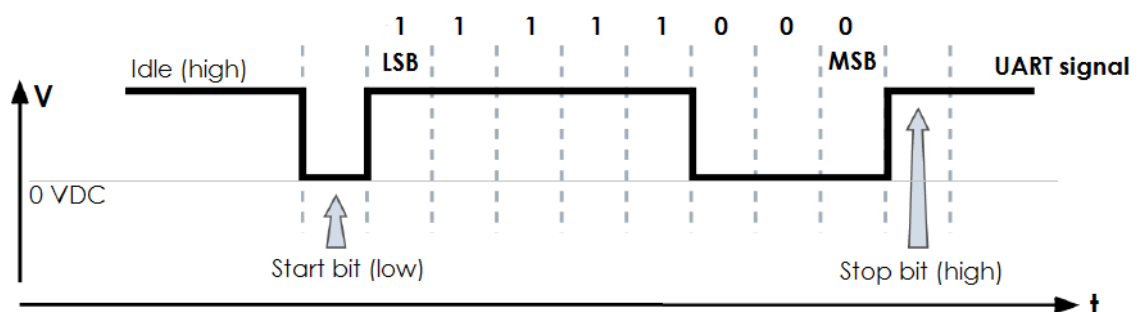 1 1 1 1 1 0 0 0
LSB MSB
Idle (high) UART signal
V
0 VDC
Start bit (low) Stop bit (high)
t